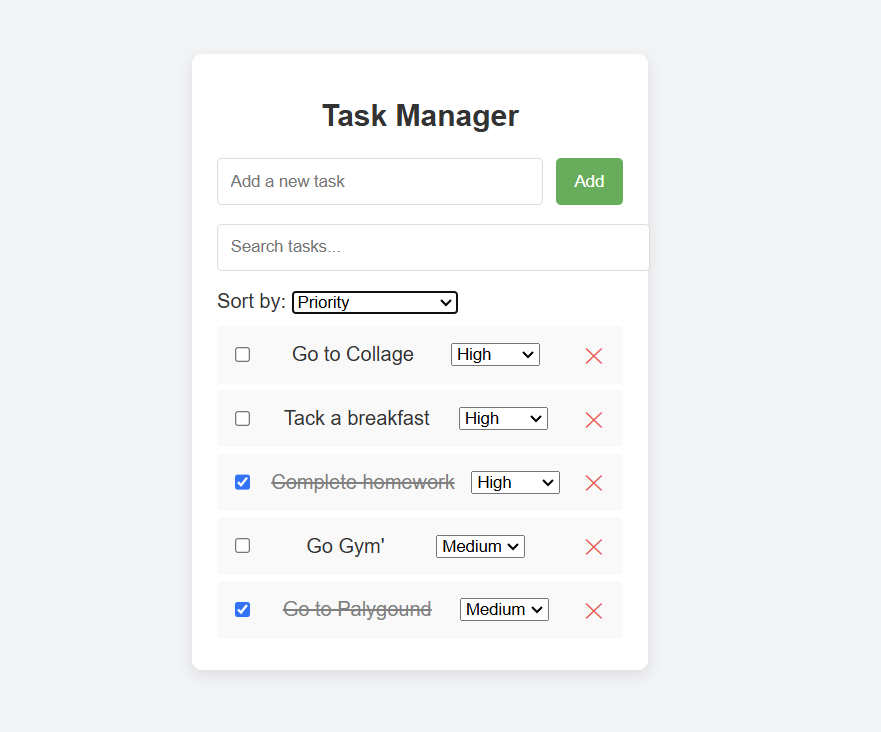 Task Manager
Add a new task Add
Search tasks...
Sort by: Priority
Go to Collage High
Tack a breakfast High
Complete homework High
Go Gym' Medium
Go to Palygound Medium